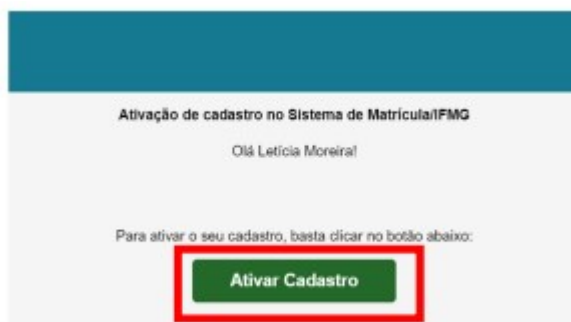 Ativação de cadastro no Sistema de Matrícula/IFMG
Olá Letícia Moreira!
Para ativar o seu cadastro, basta clicar no botão abaixo:
Ativar Cadastro